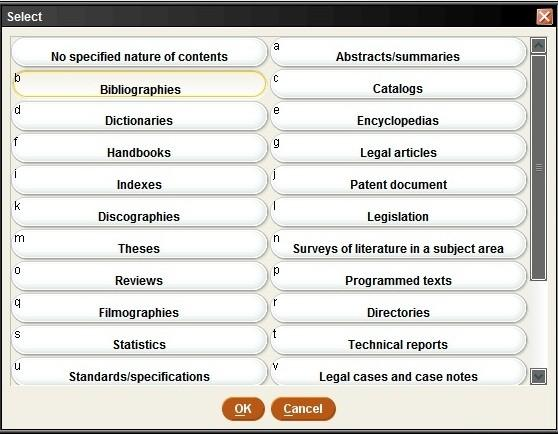 Select
No specified nature of contents
a Abstracts/summaries
b Bibliographies
c Catalogs
d Dictionaries
e Encyclopedias
f Handbooks
g Legal articles
i Indexes
j Patent document
k Discographies
l Legislation
m Theses
n Surveys of literature in a subject area
o Reviews
p Programmed texts
q Filmographies
r Directories
s Statistics
t Technical reports
u Standards/specifications
v Legal cases and case notes
OK
Cancel